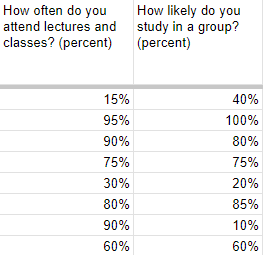 How often do you How likely do you
attend lectures and study in a group?
classes? (percent) (percent)
15% 40%
95% 100%
90% 80%
75% 75%
30% 20%
80% 85%
90% 10%
60% 60%